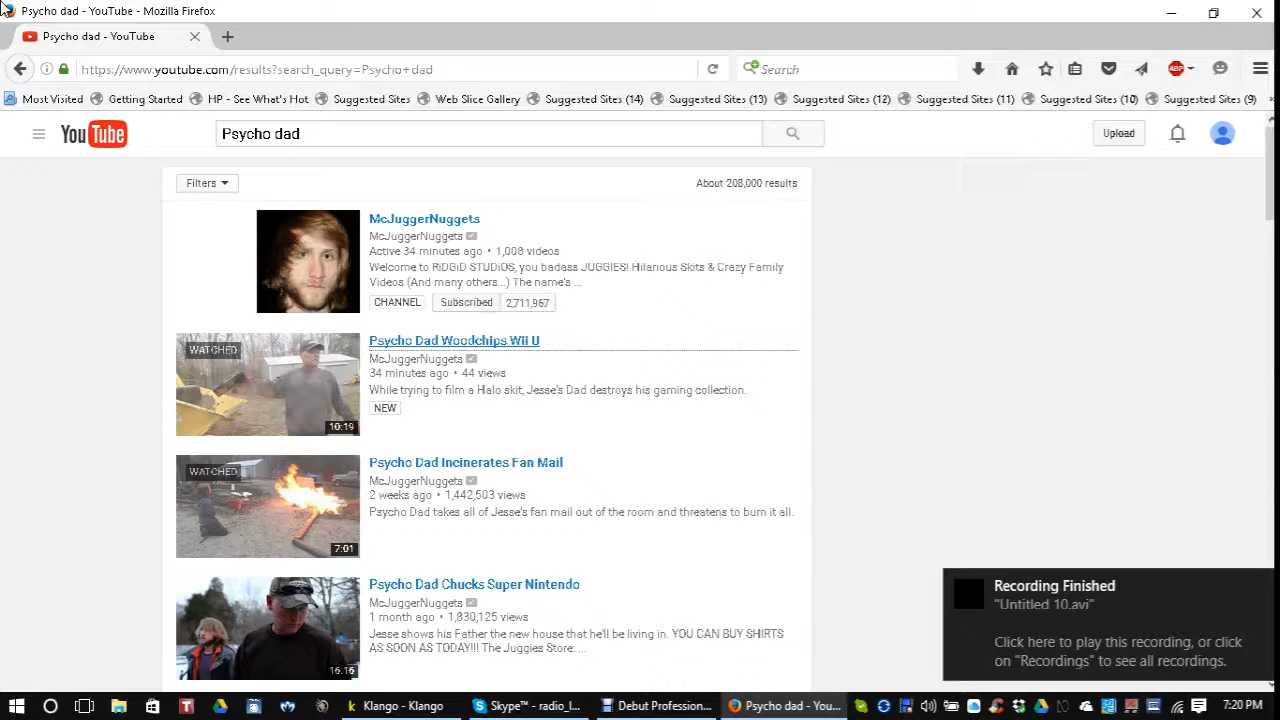 Psycho dad - YouTube - Mozilla Firefox
Psycho dad - YouTube
https://www.youtube.com/results?search_query=Psycho+dad
Search
ABP
Most Visited
Getting Started
HP - See What's Hot
Suggested Sites
Web Slice Gallery
Suggested Sites (14)
Suggested Sites (13)
Suggested Sites (12)
Suggested Sites (11)
Suggested Sites (10)
Suggested Sites (9)
YouTube
Psycho dad
Upload
Filters
About 208,000 results
McJuggerNuggets
McJuggerNuggets
Active 34 minutes ago • 1,008 videos
Welcome to RiDGiD STUDiOS, you badass JUGGIES! Hilarious Skits & Crazy Family
Videos (And many others...) The name's ...
CHANNEL
Subscribed
2,711,967
WATCHED
10:19
Psycho Dad Woodchips Wii U
McJuggerNuggets
34 minutes ago • 44 views
While trying to film a Halo skit, Jesse's Dad destroys his gaming collection.
NEW
WATCHED
7:01
Psycho Dad Incinerates Fan Mail
McJuggerNuggets
2 weeks ago • 1,442,503 views
Psycho Dad takes all of Jesse's fan mail out of the room and threatens to burn it all.
16:16
Psycho Dad Chucks Super Nintendo
McJuggerNuggets
1 month ago • 1,830,125 views
Jesse shows his Father the new house that he'll be living in. YOU CAN BUY SHIRTS
AS SOON AS TODAY!!! The Juggies Store: ...
Recording Finished
"Untitled 10.avi"
Click here to play this recording, or click
on "Recordings" to see all recordings.
Klango - Klango
Skype™ - radio_l...
Debut Profession...
Psycho dad - You...
7:20 PM